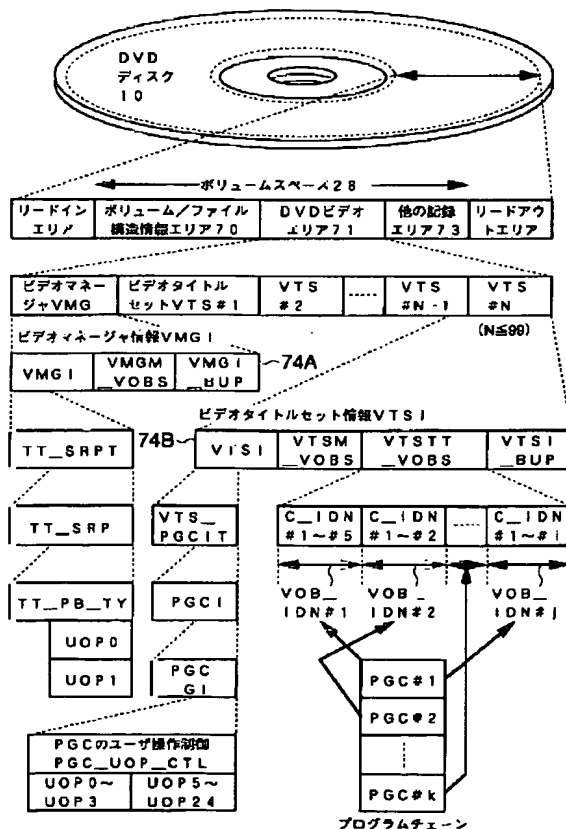 DVD
ディスク
10
ボリュームスペース28
リードイン
エリア
ボリューム/ファイル
構造情報エリア70
DVDビデオ
エリア71
他の記録
エリア73
リードアウ
トエリア
ビデオマネー
ジャVMG
ビデオタイトル
セットVTS#1
VTS
#2
VTS
#N-1
VTS
#N
(N≦99)
ビデオマネージャ情報VMGI
VMGI
VMGM
_VOBS
VMGI
_BUP
74A
ビデオタイトルセット情報VTSI
74B
VTSI
VTSM
_VOBS
VTSTT
_VOBS
VTSI
_BUP
TT_SRPT
TT_SRP
VTS_
PGCIT
C_IDN
#1~#5
C_IDN
#1~#2
C_IDN
#1~#i
VOB_
IDN#1
VOB_
IDN#2
VOB_
IDN#j
TT_PB_TY
PGCI
UOP0
UOP1
PGC
GI
PGC#1
PGC#2
PGC#k
PGCのユーザ操作制御
PGC_UOP_CTL
UOP0~
UOP3
UOP5~
UOP24
プログラムチェーン